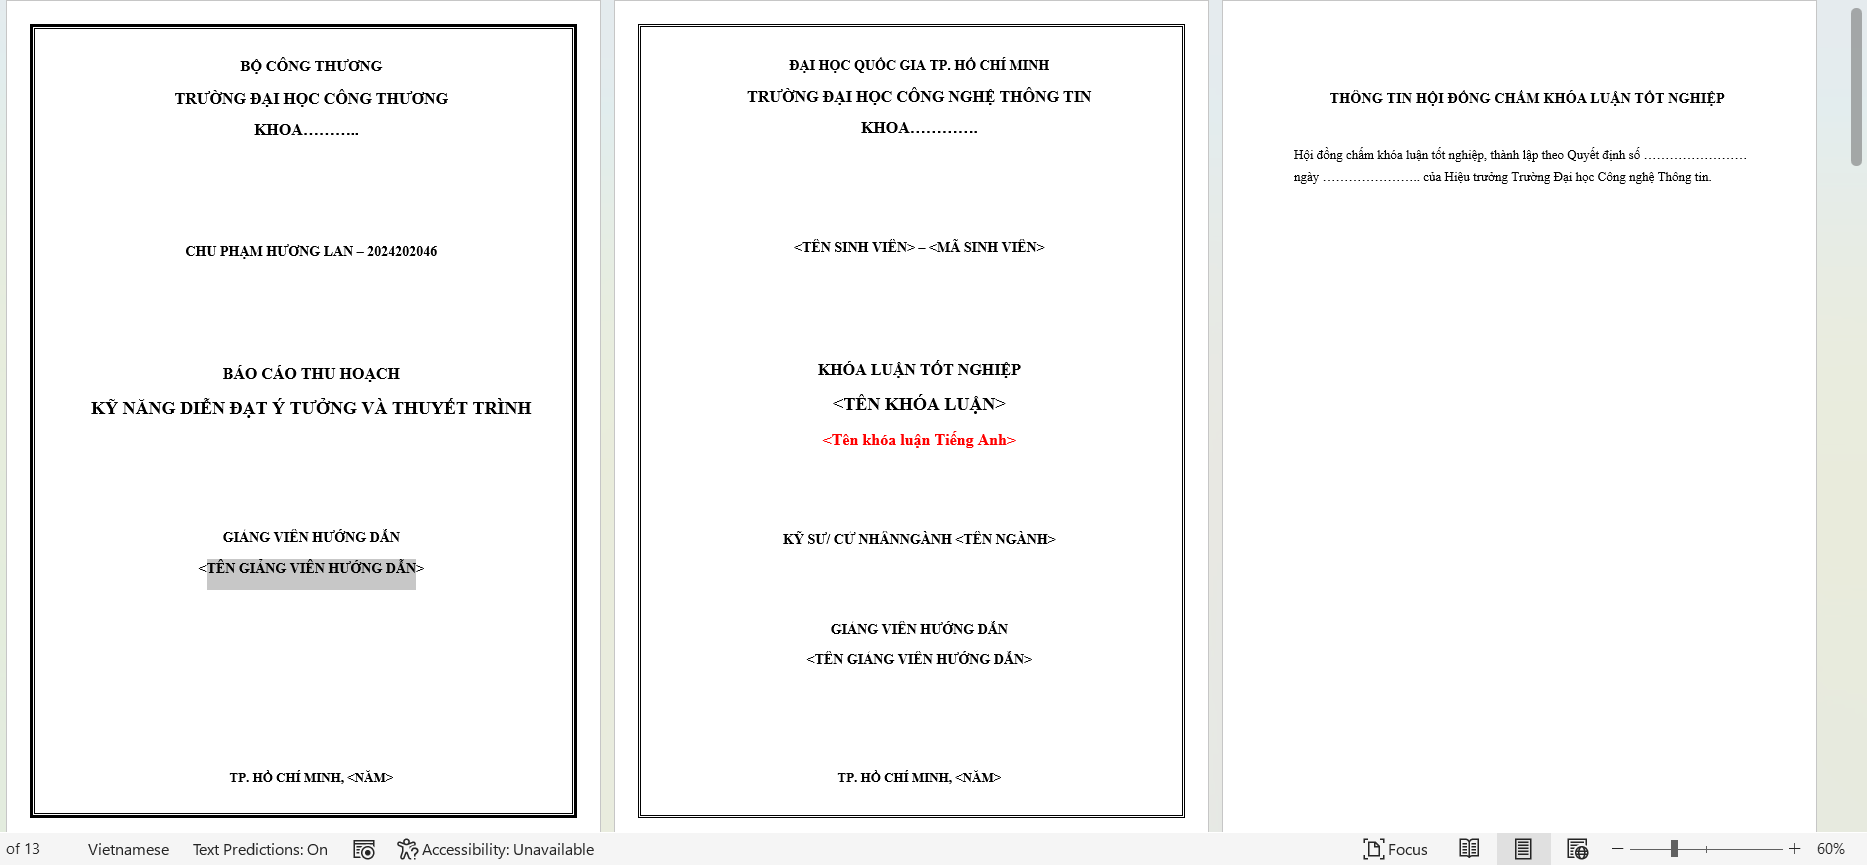 BỘ CÔNG THƯƠNG
TRƯỜNG ĐẠI HỌC CÔNG THƯƠNG
KHOA………..
CHU PHẠM HƯƠNG LAN – 2024202046
BÁO CÁO THU HOẠCH
KỸ NĂNG DIỄN ĐẠT Ý TƯỞNG VÀ THUYẾT TRÌNH
GIẢNG VIÊN HƯỚNG DẪN
<TÊN GIẢNG VIÊN HƯỚNG DẪN>
TP. HỒ CHÍ MINH, <NĂM>
ĐẠI HỌC QUỐC GIA TP. HỒ CHÍ MINH
TRƯỜNG ĐẠI HỌC CÔNG NGHỆ THÔNG TIN
KHOA………….
<TÊN SINH VIÊN> – <MÃ SINH VIÊN>
KHÓA LUẬN TỐT NGHIỆP
<TÊN KHÓA LUẬN>
<Tên khóa luận Tiếng Anh>
KỸ SƯ/ CỬ NHÂNNGÀNH <TÊN NGÀNH>
GIẢNG VIÊN HƯỚNG DẪN
<TÊN GIẢNG VIÊN HƯỚNG DẪN>
TP. HỒ CHÍ MINH, <NĂM>
THÔNG TIN HỘI ĐỒNG CHẤM KHÓA LUẬN TỐT NGHIỆP
Hội đồng chấm khóa luận tốt nghiệp, thành lập theo Quyết định số ……………………
ngày ………………….. của Hiệu trưởng Trường Đại học Công nghệ Thông tin.
of 13 Vietnamese Text Predictions: On Accessibility: Unavailable Focus 60%